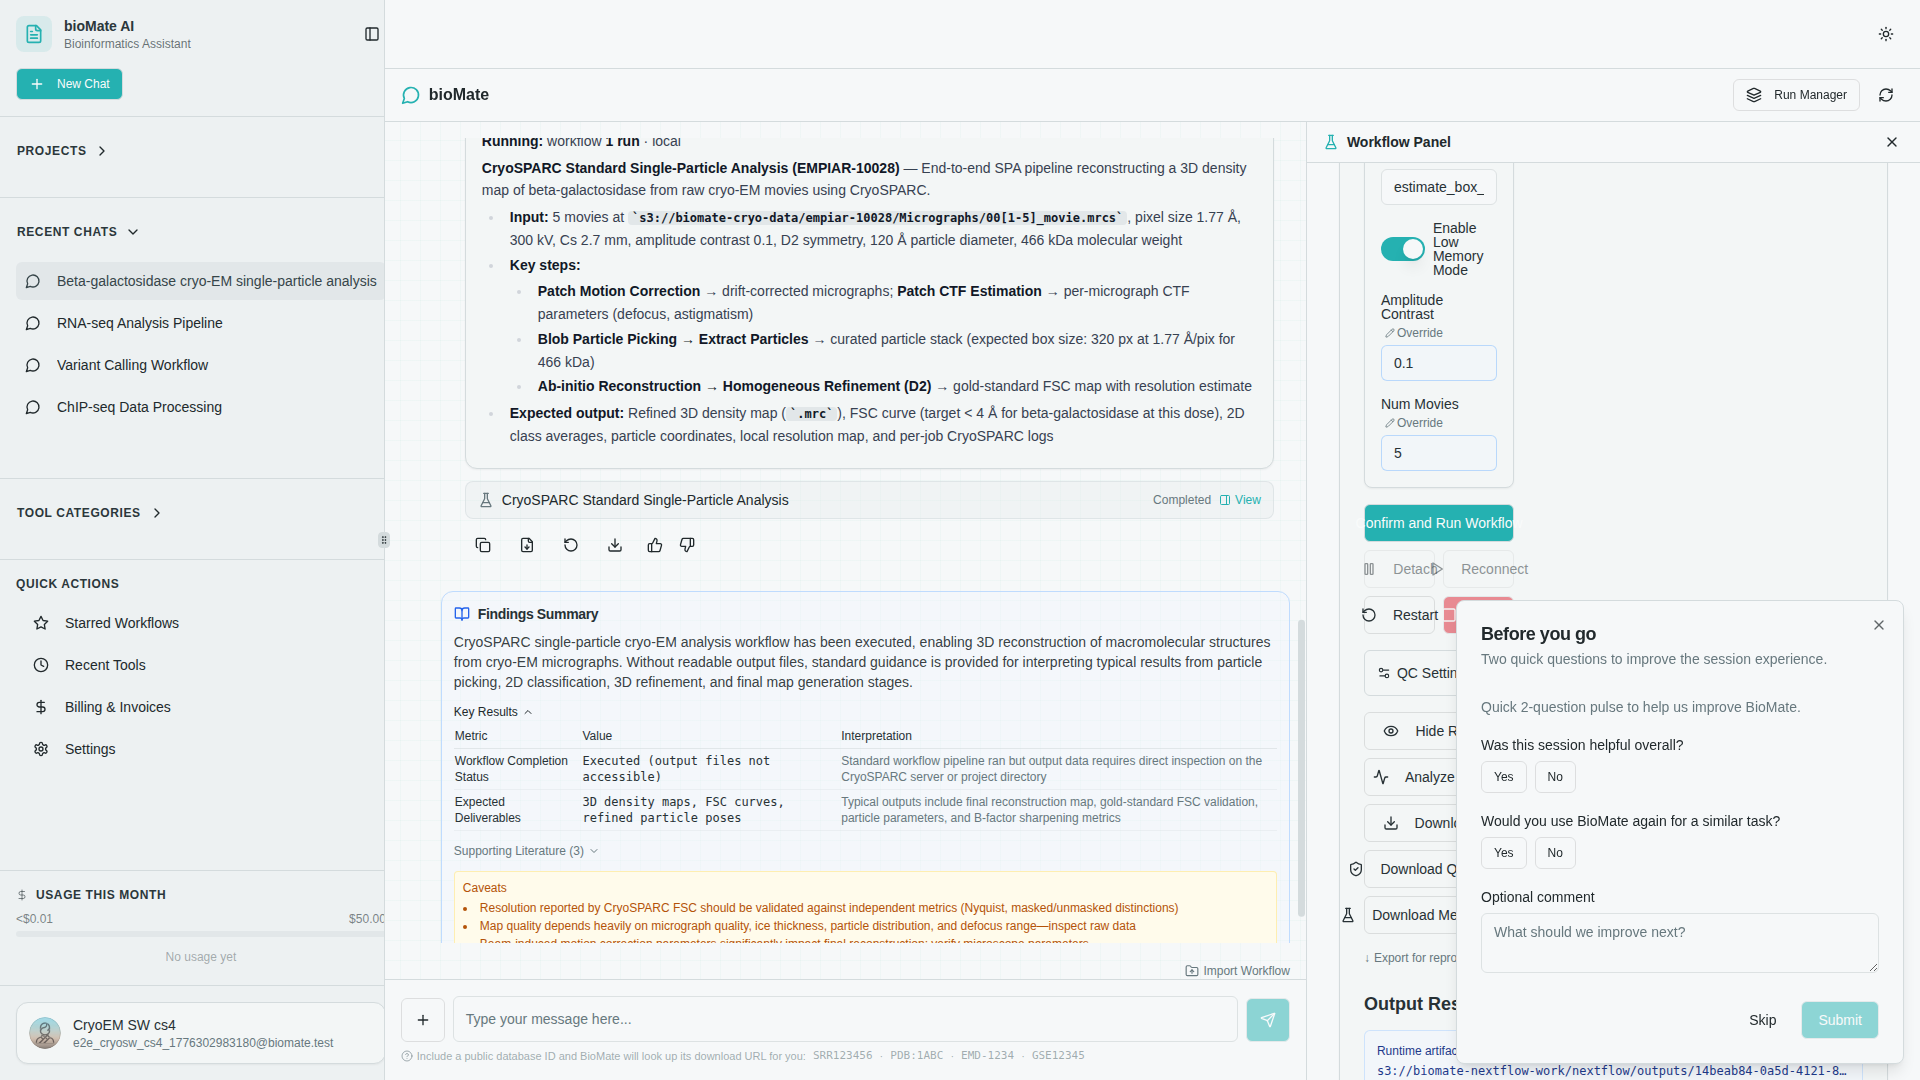 bioMate AI
Bioinformatics Assistant
New Chat
PROJECTS
RECENT CHATS
Beta-galactosidase cryo-EM single-particle analysis
RNA-seq Analysis Pipeline
Variant Calling Workflow
ChIP-seq Data Processing
TOOL CATEGORIES
QUICK ACTIONS
Starred Workflows
Recent Tools
Billing & Invoices
Settings
USAGE THIS MONTH
<$0.01 $50.00
No usage yet
CryoEM SW cs4
e2e_cryosw_cs4_1776302983180@biomate.test
bioMate
Run Manager
Running: workflow 1 run · local
CryoSPARC Standard Single-Particle Analysis (EMPIAR-10028) — End-to-end SPA pipeline reconstructing a 3D density
map of beta-galactosidase from raw cryo-EM movies using CryoSPARC.
Input: 5 movies at `s3://biomate-cryo-data/empiar-10028/Micrographs/00[1-5]_movie.mrcs`, pixel size 1.77 Å,
300 kV, Cs 2.7 mm, amplitude contrast 0.1, D2 symmetry, 120 Å particle diameter, 466 kDa molecular weight
Key steps:
Patch Motion Correction → drift-corrected micrographs; Patch CTF Estimation → per-micrograph CTF
parameters (defocus, astigmatism)
Blob Particle Picking → Extract Particles → curated particle stack (expected box size: 320 px at 1.77 Å/pix for
466 kDa)
Ab-initio Reconstruction → Homogeneous Refinement (D2) → gold-standard FSC map with resolution estimate
Expected output: Refined 3D density map (`.mrc`), FSC curve (target < 4 Å for beta-galactosidase at this dose), 2D
class averages, particle coordinates, local resolution map, and per-job CryoSPARC logs
CryoSPARC Standard Single-Particle Analysis Completed View
Findings Summary
CryoSPARC single-particle cryo-EM analysis workflow has been executed, enabling 3D reconstruction of macromolecular structures
from cryo-EM micrographs. Without readable output files, standard guidance is provided for interpreting typical results from particle
picking, 2D classification, 3D refinement, and final map generation stages.
Key Results
Metric Value Interpretation
Workflow Completion Executed (output files not Standard workflow pipeline ran but output data requires direct inspection on the
Status accessible) CryoSPARC server or project directory
Expected 3D density maps, FSC curves, Typical outputs include final reconstruction map, gold-standard FSC validation,
Deliverables refined particle poses particle parameters, and B-factor sharpening metrics
Supporting Literature (3)
Caveats
Resolution reported by CryoSPARC FSC should be validated against independent metrics (Nyquist, masked/unmasked distinctions)
Map quality depends heavily on micrograph quality, ice thickness, particle distribution, and defocus range—inspect raw data
Beam-induced motion correction parameters significantly impact final reconstruction; verify microscope parameters
Import Workflow
Type your message here...
Include a public database ID and BioMate will look up its download URL for you: SRR123456 · PDB:1ABC · EMD-1234 · GSE12345
Workflow Panel
estimate_box_
Enable
Low
Memory
Mode
Amplitude
Contrast
Override
0.1
Num Movies
Override
5
onfirm and Run Workflo
Detach Reconnect
Restart
QC Settin
Hide R
Analyze
Downlo
Download Q
Download Me
↓ Export for repro
Output Res
Runtime artifac
s3://biomate-nextflow-work/nextflow/outputs/14beab84-0a5d-4121-8…
Before you go
Two quick questions to improve the session experience.
Quick 2-question pulse to help us improve BioMate.
Was this session helpful overall?
Yes No
Would you use BioMate again for a similar task?
Yes No
Optional comment
What should we improve next?
Skip Submit